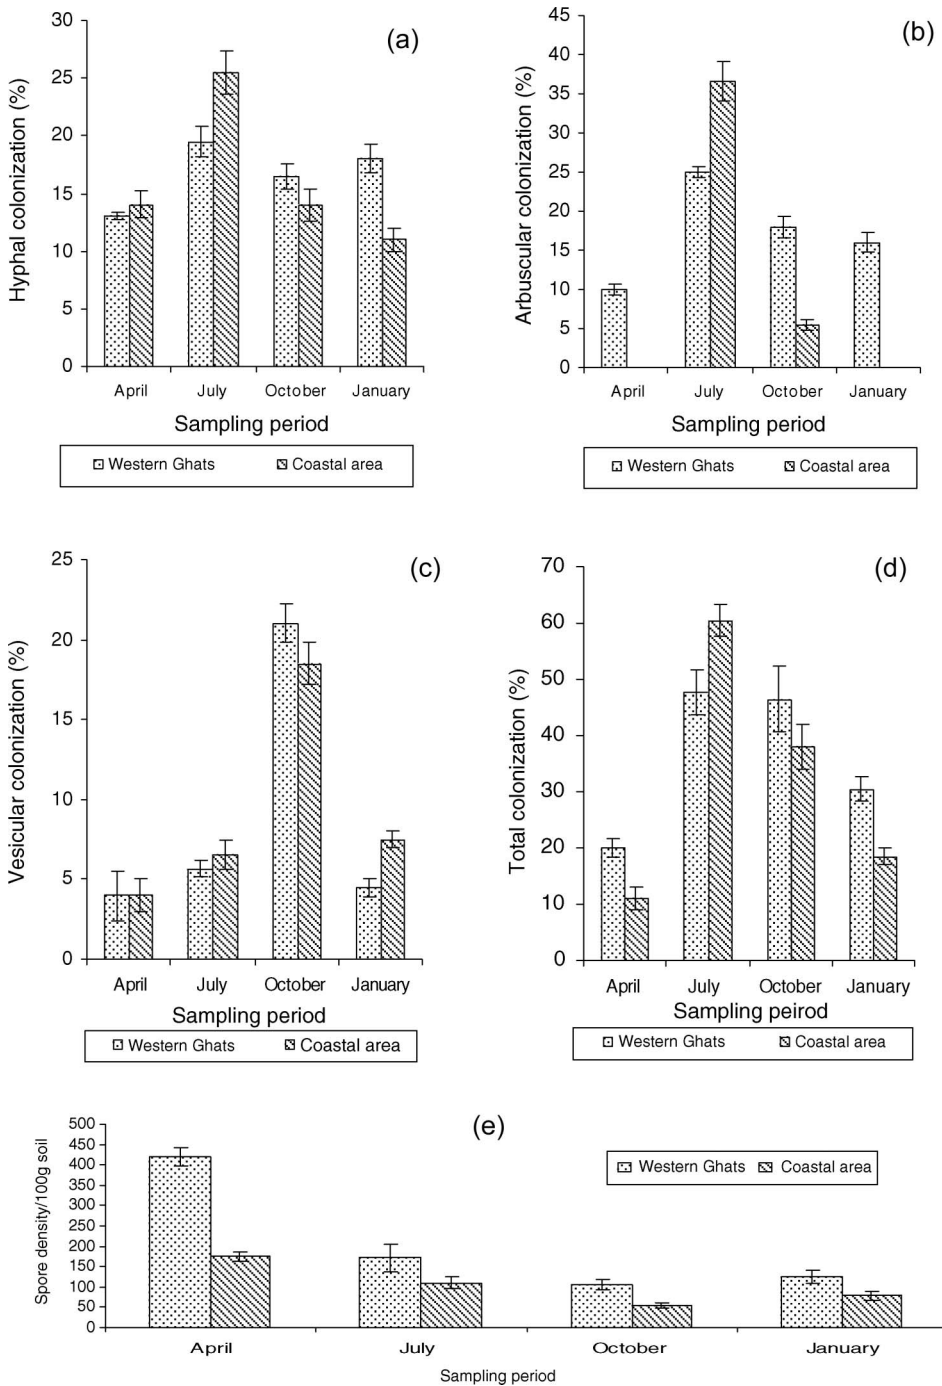 (a)
Hyphal colonization (%)
30
25
20
15
10
5
0
April July October January
Sampling period
Western Ghats Coastal area
(b)
Arbuscular colonization (%)
45
40
35
30
25
20
15
10
5
0
April July October January
Sampling period
Western Ghats Coastal area
(c)
Vesicular colonization (%)
25
20
15
10
5
0
April July October January
Sampling period
Western Ghats Coastal area
(d)
Total colonization (%)
70
60
50
40
30
20
10
0
April July October January
Sampling peirod
Western Ghats Coastal area
(e)
Spore density/100g soil
500
450
400
350
300
250
200
150
100
50
0
Western Ghats Coastal area
April July October January
Sampling period